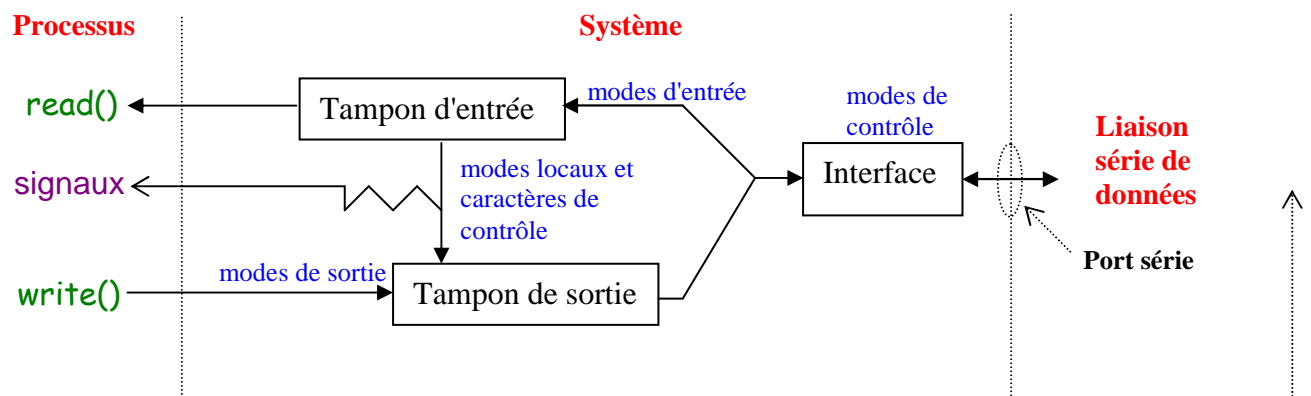 Processus
Système
read()
Tampon d'entrée
modes d'entrée
modes de
contrôle
Liaison
série de
données
signaux
modes locaux et
caractères de
contrôle
Interface
Port série
write()
modes de sortie
Tampon de sortie